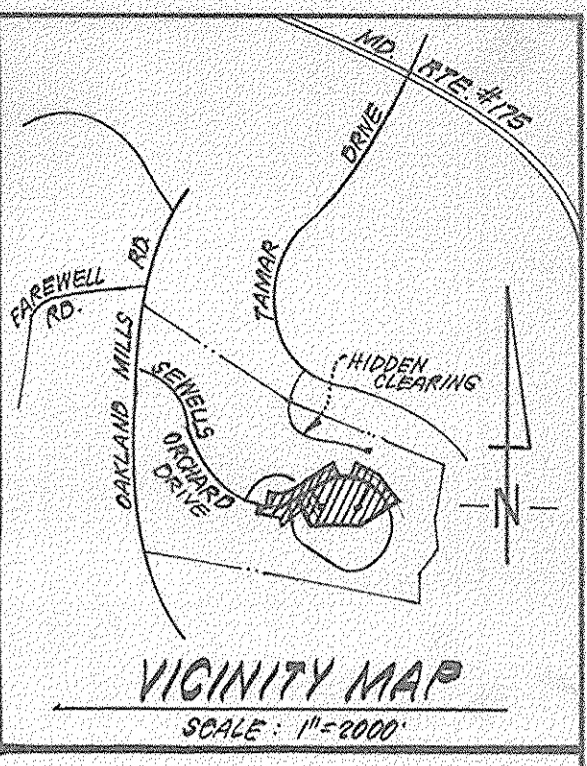 MD. RTE. #175
TAMAR DRIVE
FAREWELL
RD.
OAKLAND MILLS RD.
HIDDEN
CLEARING
SEWELLS
ORCHARD
DRIVE
N
VICINITY MAP
SCALE: 1"=2000'